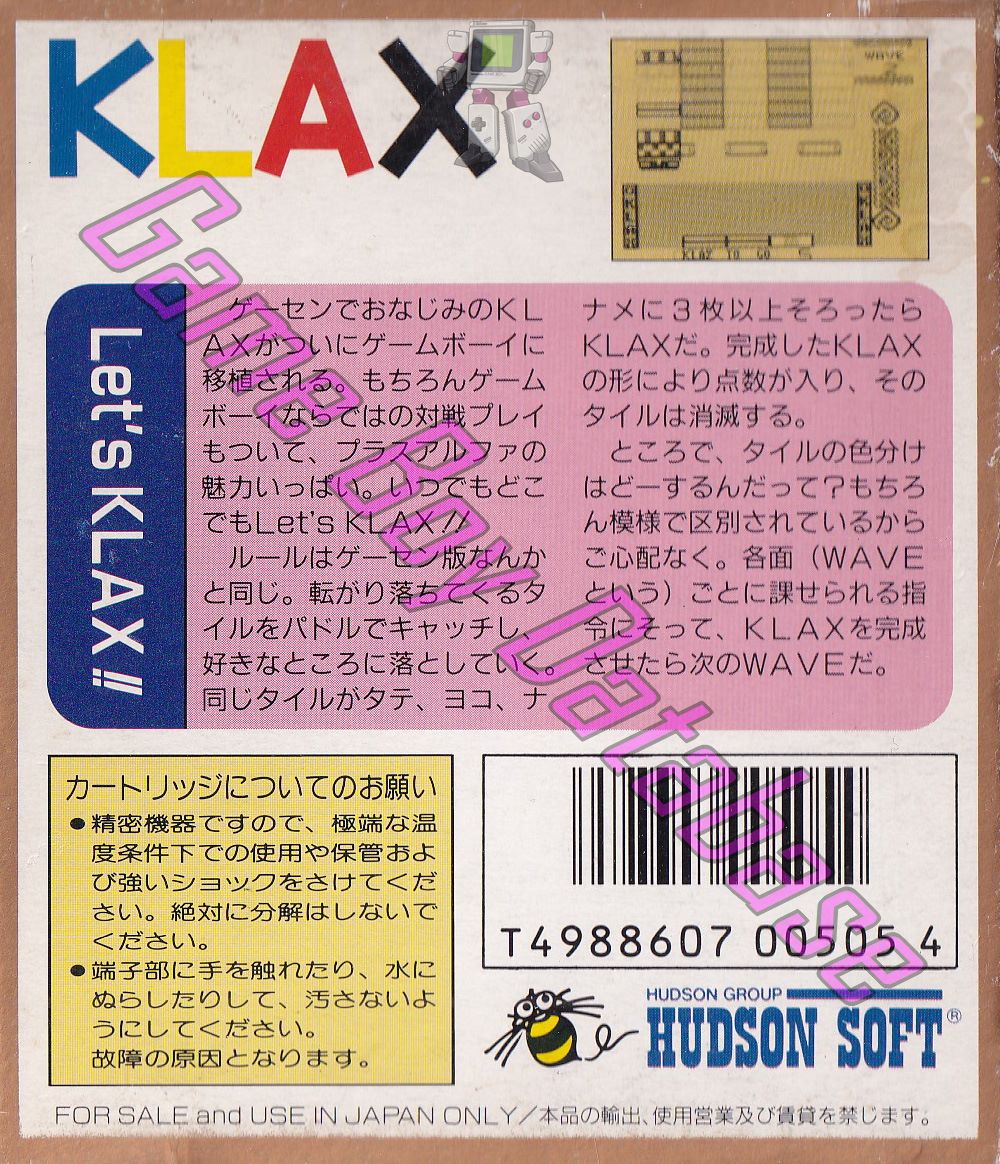 KLAX
WAVE
KLAX TO GO
Let's KLAX!!
ゲーセンでおなじみのKL
AXがついにゲームボーイに
移植される。もちろんゲーム
ボーイならではの対戦プレイ
もついて、プラスアルファの
魅力いっぱい。いつでもどこ
でもLet's KLAX!!
ルールはゲーセン版なんか
と同じ。転がり落ちてくるタ
イルをパドルでキャッチし、
好きなところに落としていく。
同じタイルがタテ、ヨコ、ナ
ナメに3枚以上そろったら
KLAXだ。完成したKLAX
の形により点数が入り、その
タイルは消滅する。
ところで、タイルの色分け
はどーするんだって?もちろ
ん模様で区別されているから
ご心配なく。各面(WAVE
という)ごとに課せられる指
令にそって、KLAXを完成
させたら次のWAVEだ。
カートリッジについてのお願い
●精密機器ですので、極端な温
度条件下での使用や保管およ
び強いショックをさけてくだ
さい。絶対に分解はしないで
ください。
●端子部に手を触れたり、水に
ぬらしたりして、汚さないよ
うにしてください。
故障の原因となります。
T4988607 00505 4
HUDSON GROUP
HUDSON SOFT®
FOR SALE and USE IN JAPAN ONLY/本品の輸出、使用営業及び賃貸を禁じます。
Game Boy Database